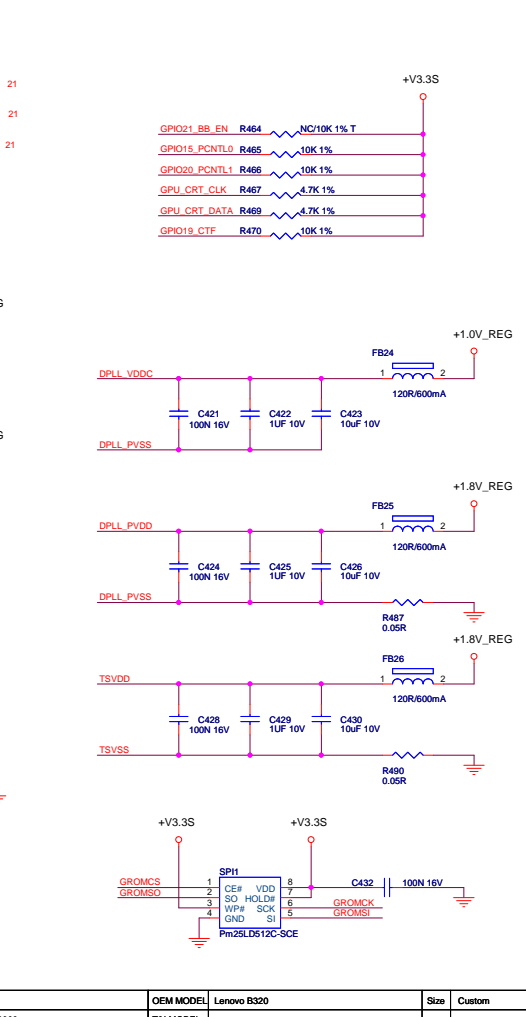 21
21
21
+V3.3S
GPIO21_BB_EN R464 NC/10K 1% T
GPIO15_PCNTL0 R465 10K 1%
GPIO20_PCNTL1 R466 10K 1%
GPU_CRT_CLK R467 4.7K 1%
GPU_CRT_DATA R469 4.7K 1%
GPIO19_CTF R470 10K 1%
+1.0V_REG
FB24
DPLL_VDDC 1 2
120R/600mA
C421 C422 C423
100N 16V 1UF 10V 10uF 10V
DPLL_PVSS
+1.8V_REG
FB25
DPLL_PVDD 1 2
120R/600mA
C424 C425 C426
100N 16V 1UF 10V 10uF 10V
DPLL_PVSS
R487
0.05R
+1.8V_REG
FB26
TSVDD 1 2
120R/600mA
C428 C429 C430
100N 16V 1UF 10V 10uF 10V
TSVSS
R490
0.05R
+V3.3S +V3.3S
SPI1
GROMCS 1 CE# VDD 8 C432 100N 16V
GROMSO 2 SO HOLD# 7
3 WP# SCK 6 GROMCK
4 GND SI 5 GROMSI
Pm25LD512C-SCE
OEM MODEL Lenovo B320 Size Custom